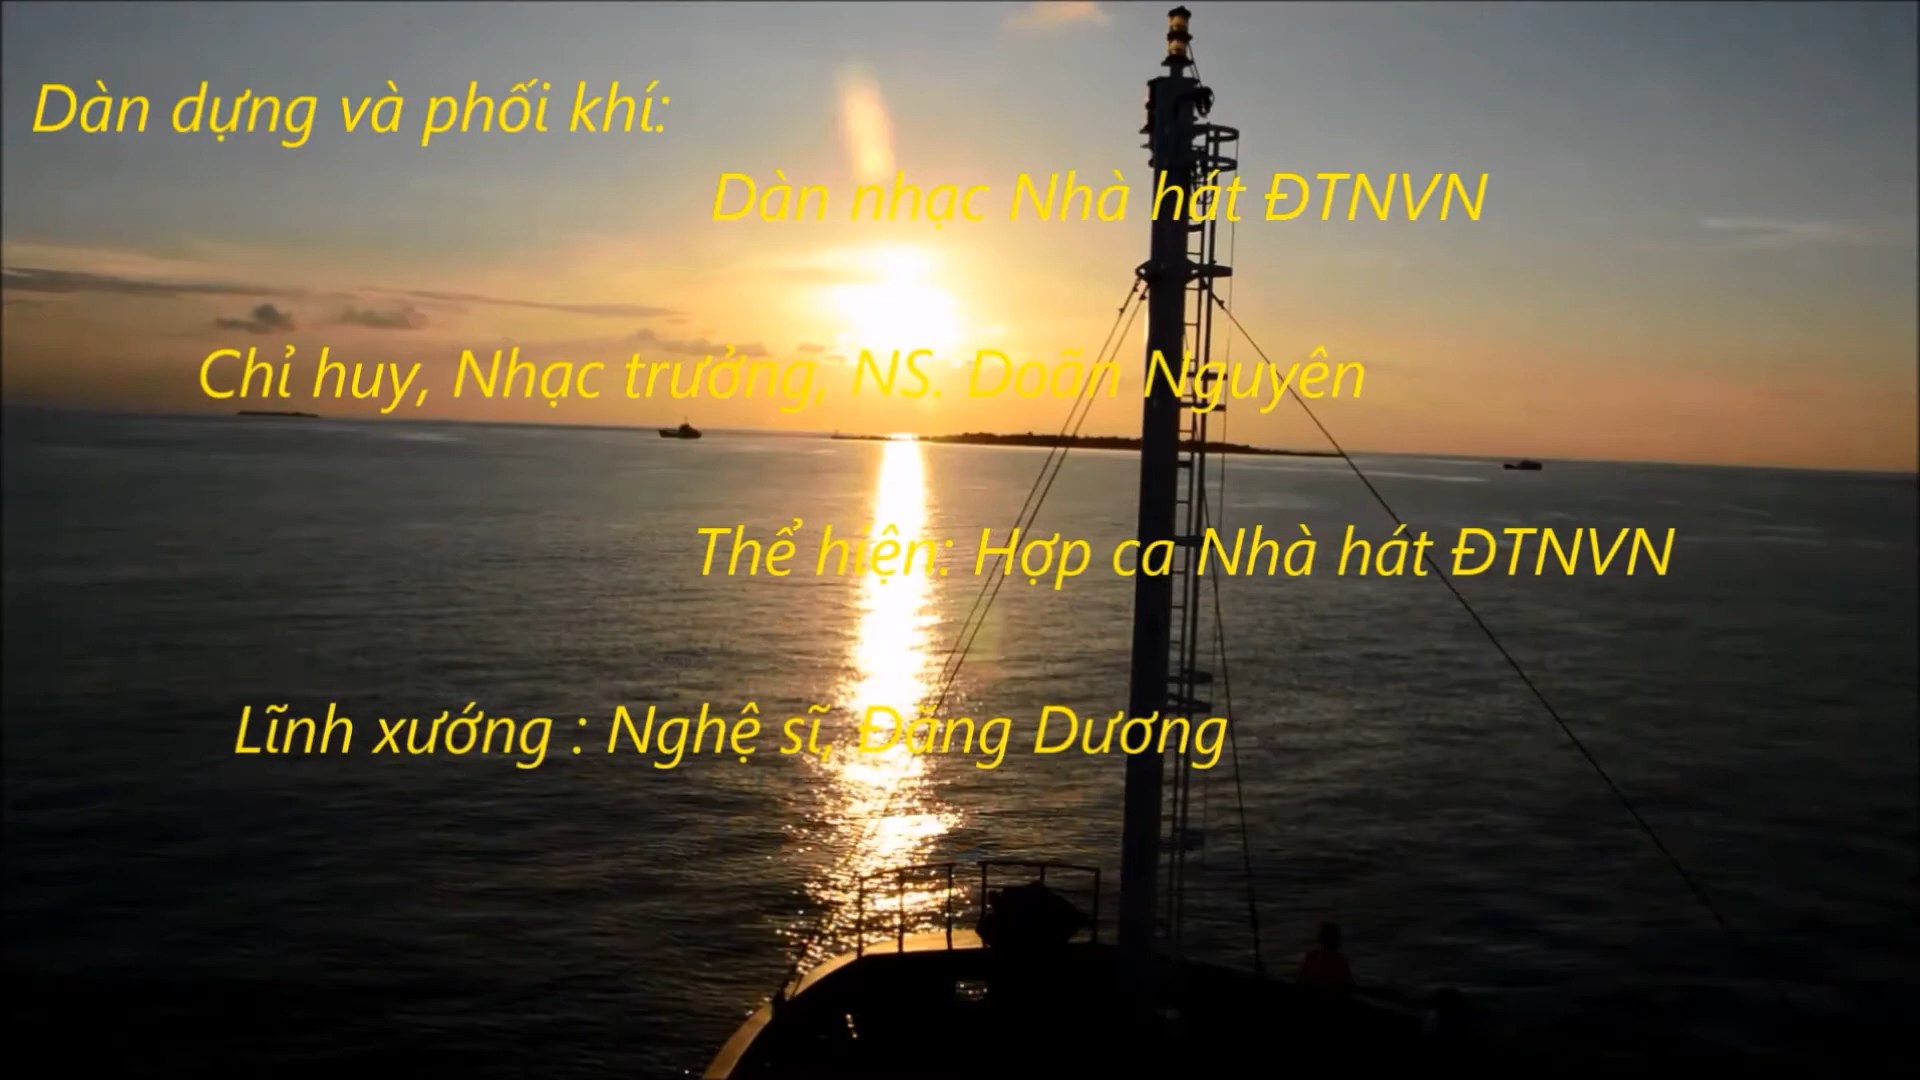 Dàn dựng và phối khí:
Dàn nhạc Nhà hát ĐTNVN
Chỉ huy, Nhạc trưởng, NS. Đoãn Nguyên
Thể hiện: Hợp ca Nhà hát ĐTNVN
Lĩnh xướng : Nghệ sĩ, Đăng Dương